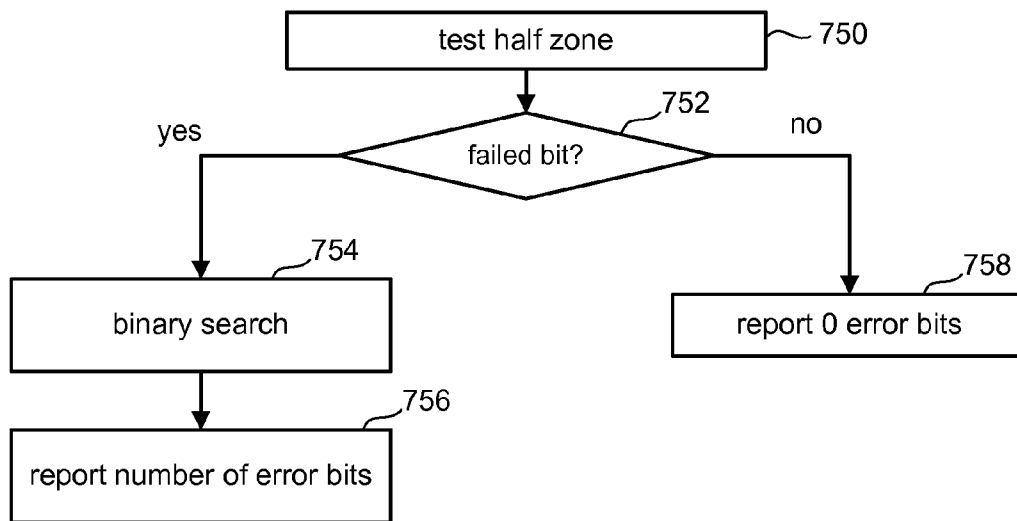 test half zone
750
752
yes
no
failed bit?
754
binary search
758
report 0 error bits
756
report number of error bits